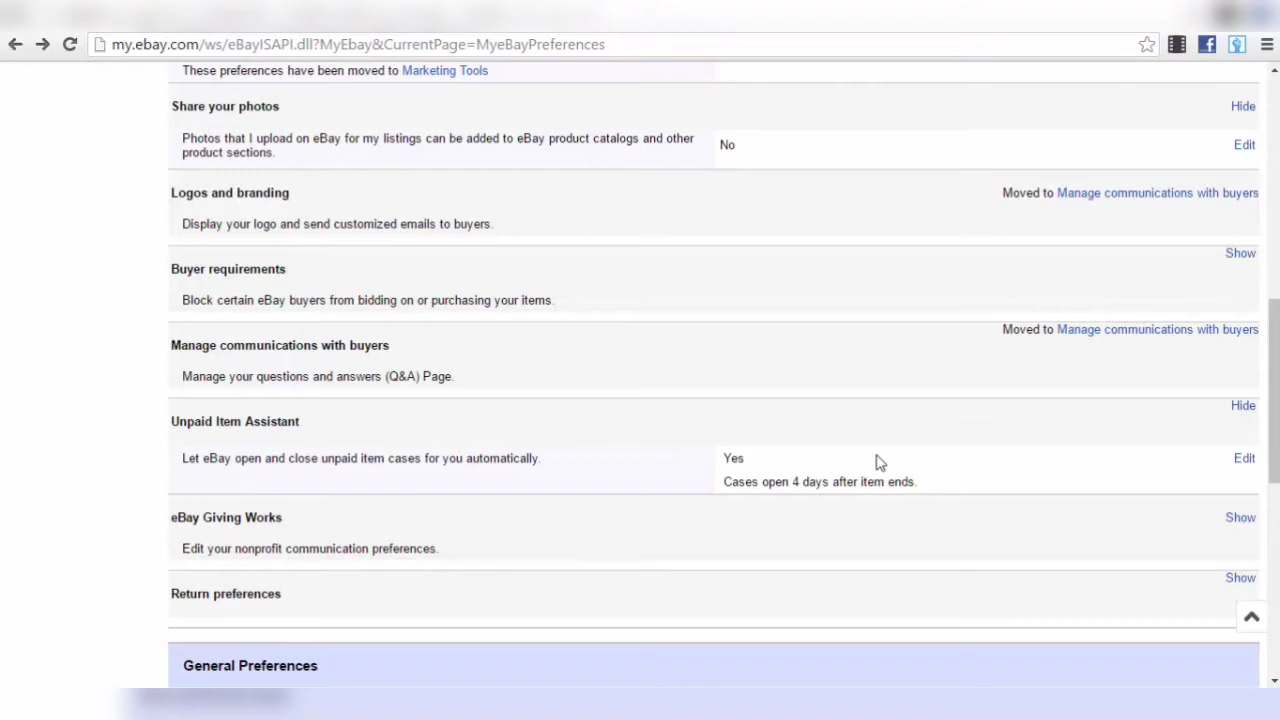 my.ebay.com/ws/eBayISAPI.dll?MyEbay&CurrentPage=MyeBayPreferences
These preferences have been moved to Marketing Tools
Share your photos Hide
Photos that I upload on eBay for my listings can be added to eBay product catalogs and other
product sections.
No Edit
Logos and branding Moved to Manage communications with buyers
Display your logo and send customized emails to buyers.
Show
Buyer requirements
Block certain eBay buyers from bidding on or purchasing your items.
Moved to Manage communications with buyers
Manage communications with buyers
Manage your questions and answers (Q&A) Page.
Hide
Unpaid Item Assistant
Let eBay open and close unpaid item cases for you automatically. Yes Edit
Cases open 4 days after item ends.
eBay Giving Works Show
Edit your nonprofit communication preferences.
Show
Return preferences
General Preferences